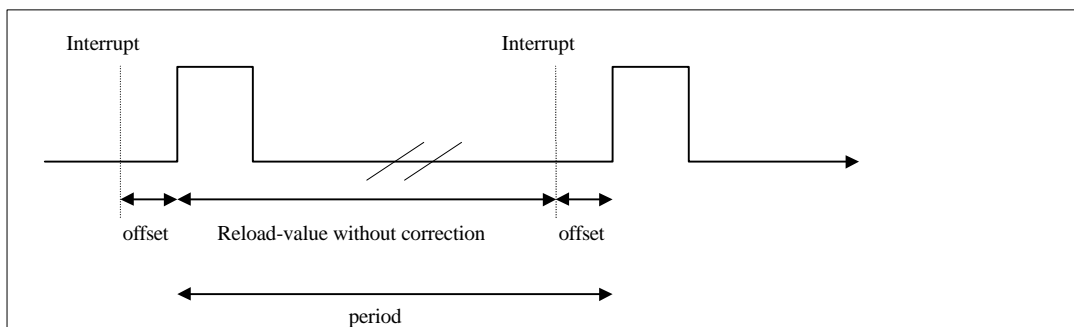 Interrupt Interrupt
offset Reload-value without correction offset
period